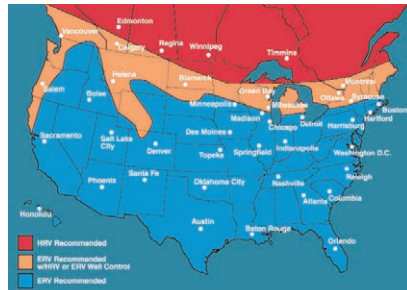 Edmonton
Vancouver
Calgary
Regina
Winnipeg
Timmins
Helena
Bismarck
Montreal
Green Bay
Ottawa
Syracuse
Salem
Boise
Minneapolis
Milwaukee
Boston
Madison
Hartford
Chicago
Detroit
Harrisburg
Sacramento
Salt Lake
City
Des Moines
Denver
Topeka
Springfield
Indianapolis
Washington D.C.
Phoenix
Santa Fe
Oklahoma City
Nashville
Raleigh
Atlanta
Columbia
Honolulu
Austin
Baton Rouge
Orlando
HRV Recommended
ERV Recommended
w/HRV or ERV Wall Control
ERV Recommended